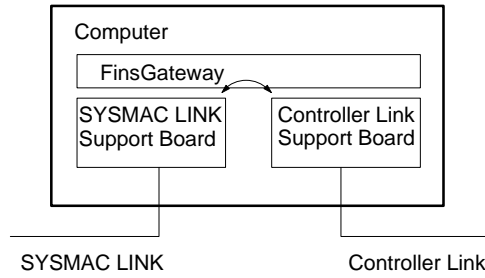 Computer
FinsGateway
SYSMAC LINK
Support Board
Controller Link
Support Board
SYSMAC LINK
Controller Link